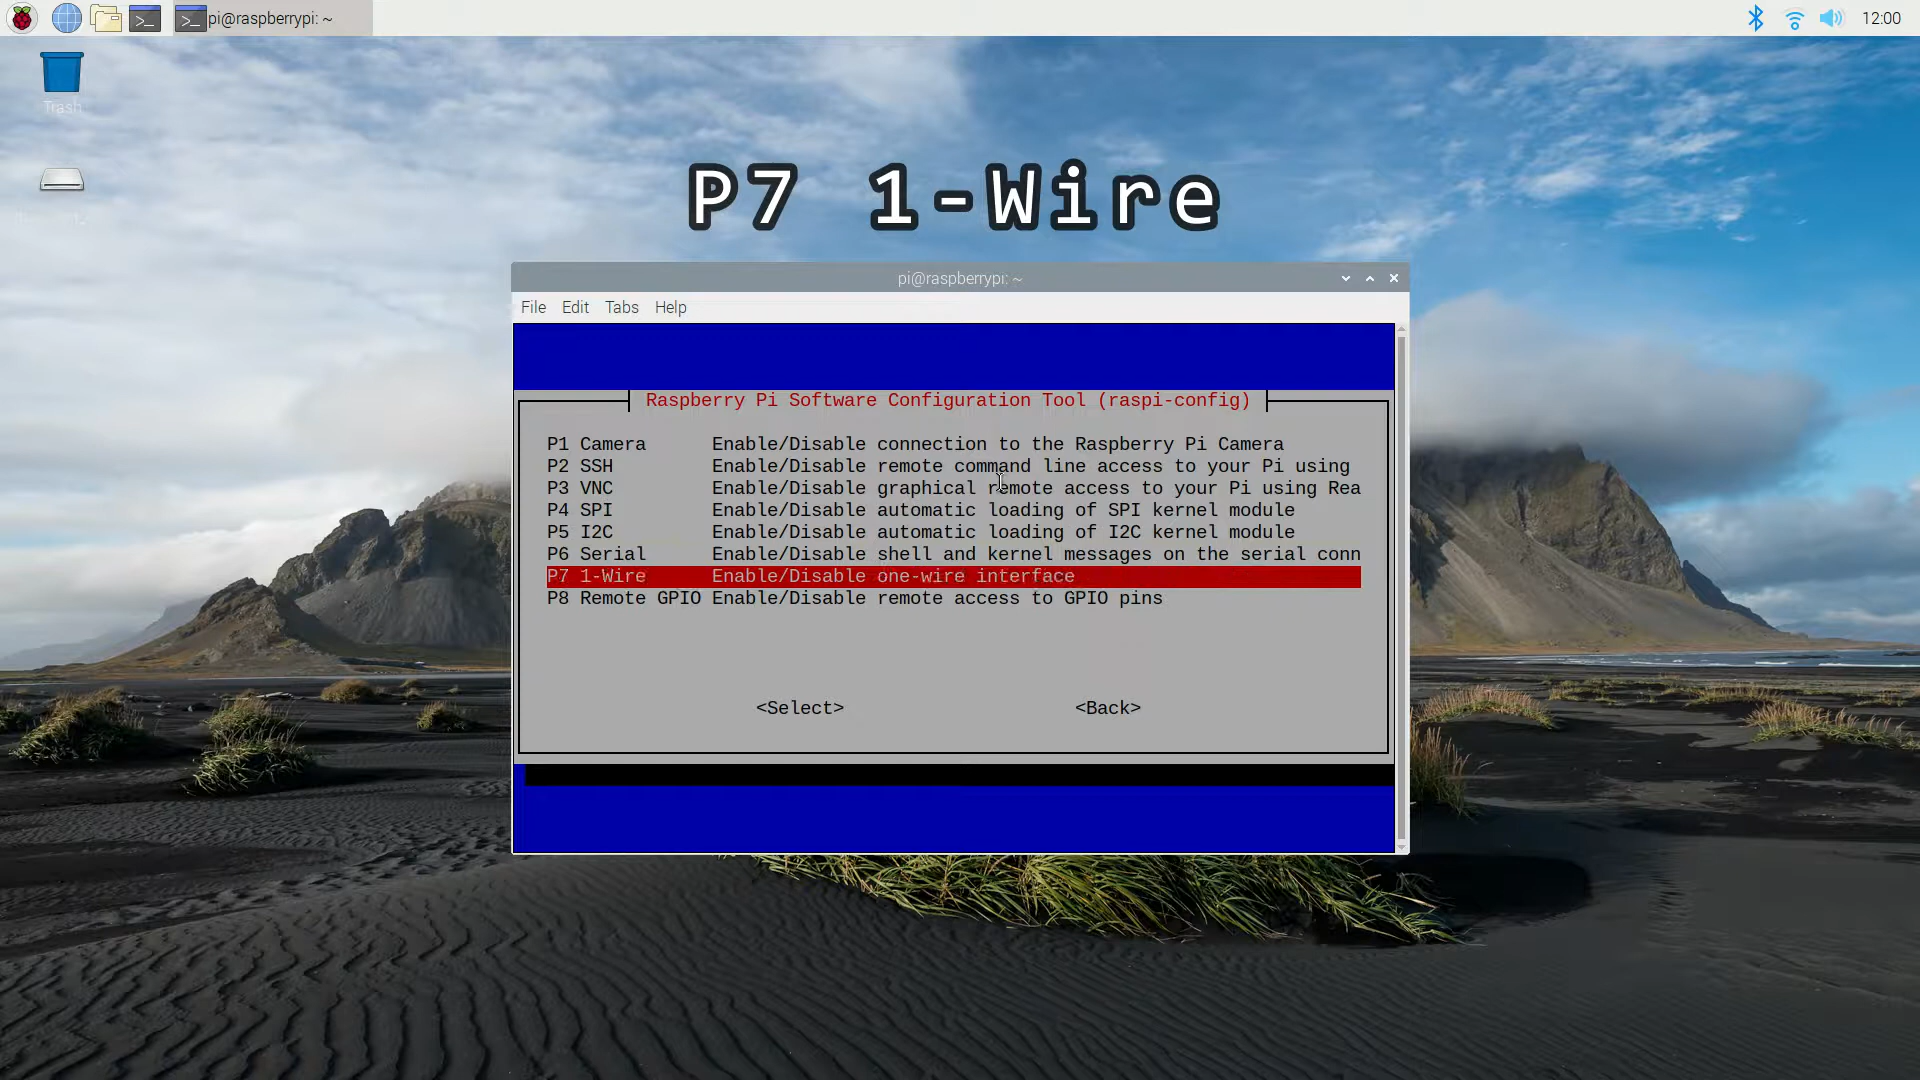 pi@raspberrypi: ~
12:00
Trash
P7 1-Wire
pi@raspberrypi: ~
File Edit Tabs Help
Raspberry Pi Software Configuration Tool (raspi-config)
P1 Camera Enable/Disable connection to the Raspberry Pi Camera
P2 SSH Enable/Disable remote command line access to your Pi using
P3 VNC Enable/Disable graphical remote access to your Pi using Rea
P4 SPI Enable/Disable automatic loading of SPI kernel module
P5 I2C Enable/Disable automatic loading of I2C kernel module
P6 Serial Enable/Disable shell and kernel messages on the serial conn
P7 1-Wire Enable/Disable one-wire interface
P8 Remote GPIO Enable/Disable remote access to GPIO pins
<Select> <Back>